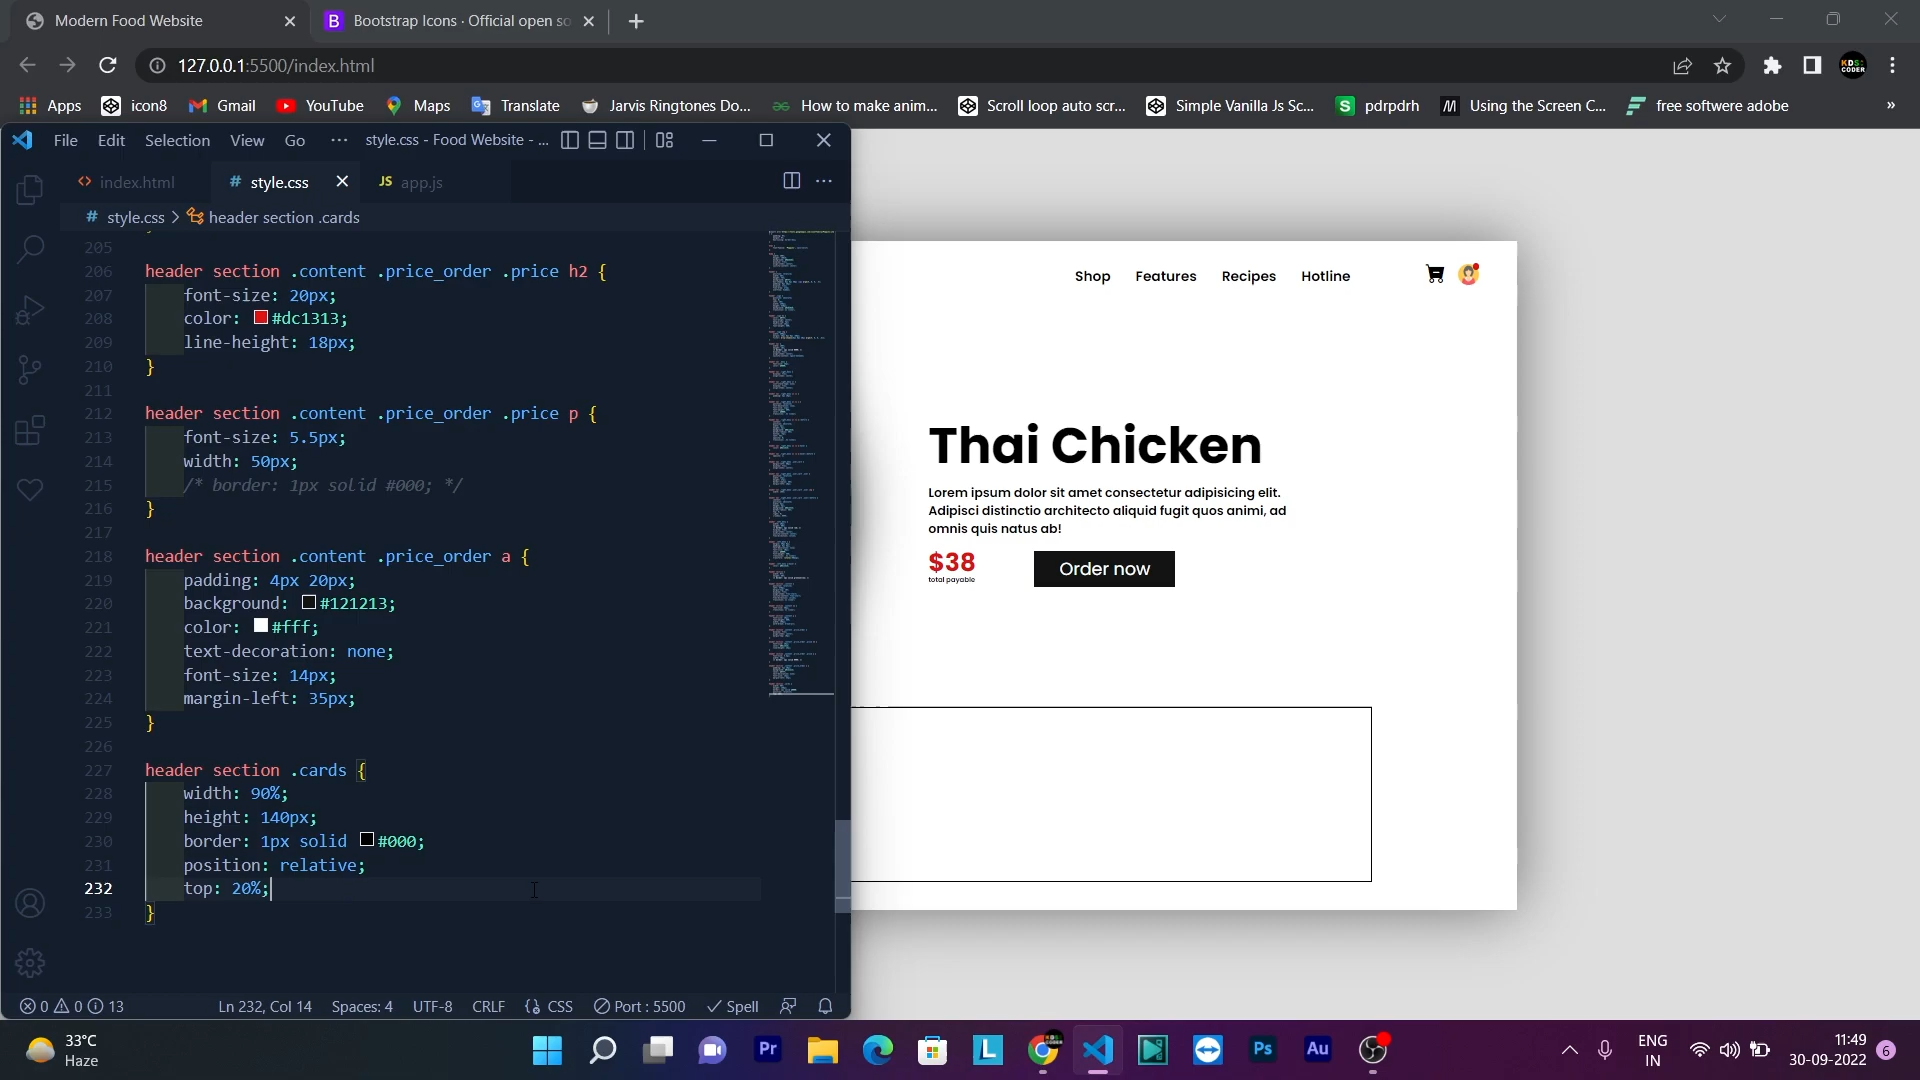 Modern Food Website
Bootstrap Icons · Official open so
127.0.0.1:5500/index.html
Apps
icon8
Gmail
YouTube
Maps
Translate
Jarvis Ringtones Do...
How to make anim...
Scroll loop auto scr...
Simple Vanilla Js Sc...
pdrpdrh
Using the Screen C...
free softwere adobe
»
File Edit Selection View Go ··· style.css - Food Website - ...
index.html
# style.css
JS app.js
# style.css > header section .cards
205
206 header section .content .price_order .price h2 {
207 font-size: 20px;
208 color: #dc1313;
209 line-height: 18px;
210 }
211
212 header section .content .price_order .price p {
213 font-size: 5.5px;
214 width: 50px;
215 /* border: 1px solid #000; */
216 }
217
218 header section .content .price_order a {
219 padding: 4px 20px;
220 background: #121213;
221 color: #fff;
222 text-decoration: none;
223 font-size: 14px;
224 margin-left: 35px;
225 }
226
227 header section .cards {
228 width: 90%;
229 height: 140px;
230 border: 1px solid #000;
231 position: relative;
232 top: 20%;
233 }
0 0 13
Ln 232, Col 14
Spaces: 4
UTF-8
CRLF
{} CSS
Port : 5500
Spell
Shop
Features
Recipes
Hotline
Thai Chicken
Lorem ipsum dolor sit amet consectetur adipisicing elit.
Adipisci distinctio architecto aliquid fugit quos animi, ad
omnis quis natus ab!
$38
total payable
Order now
33°C
Haze
Pr
L
Ps
Au
ENG
IN
11:49
30-09-2022
6